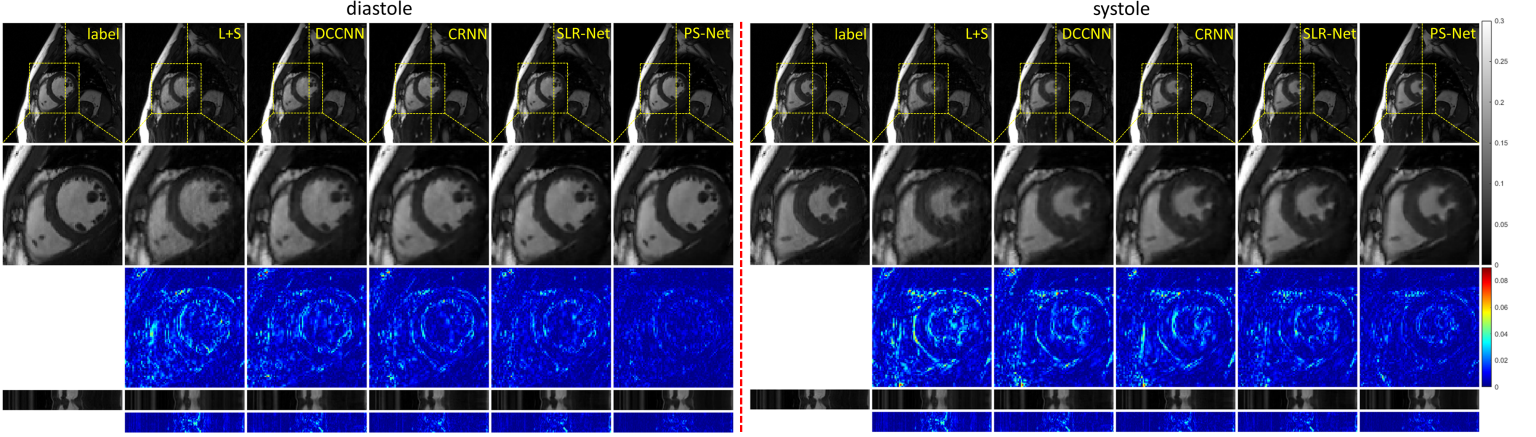 diastole
systole
label
L+S
DCCNN
CRNN
SLR-Net
PS-Net
label
L+S
DCCNN
CRNN
SLR-Net
PS-Net
0.3
0.25
0.2
0.15
0.1
0.05
0
0.08
0.06
0.04
0.02
0